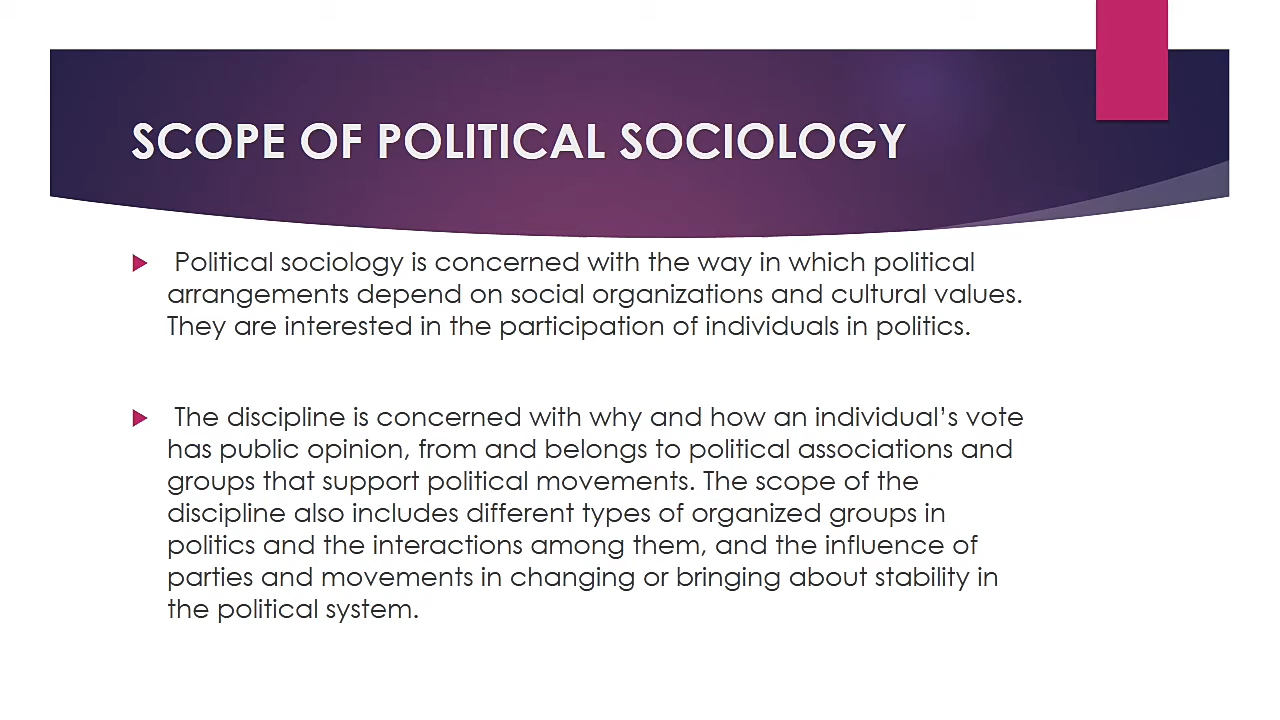 SCOPE OF POLITICAL SOCIOLOGY
Political sociology is concerned with the way in which political
arrangements depend on social organizations and cultural values.
They are interested in the participation of individuals in politics.
The discipline is concerned with why and how an individual’s vote
has public opinion, from and belongs to political associations and
groups that support political movements. The scope of the
discipline also includes different types of organized groups in
politics and the interactions among them, and the influence of
parties and movements in changing or bringing about stability in
the political system.